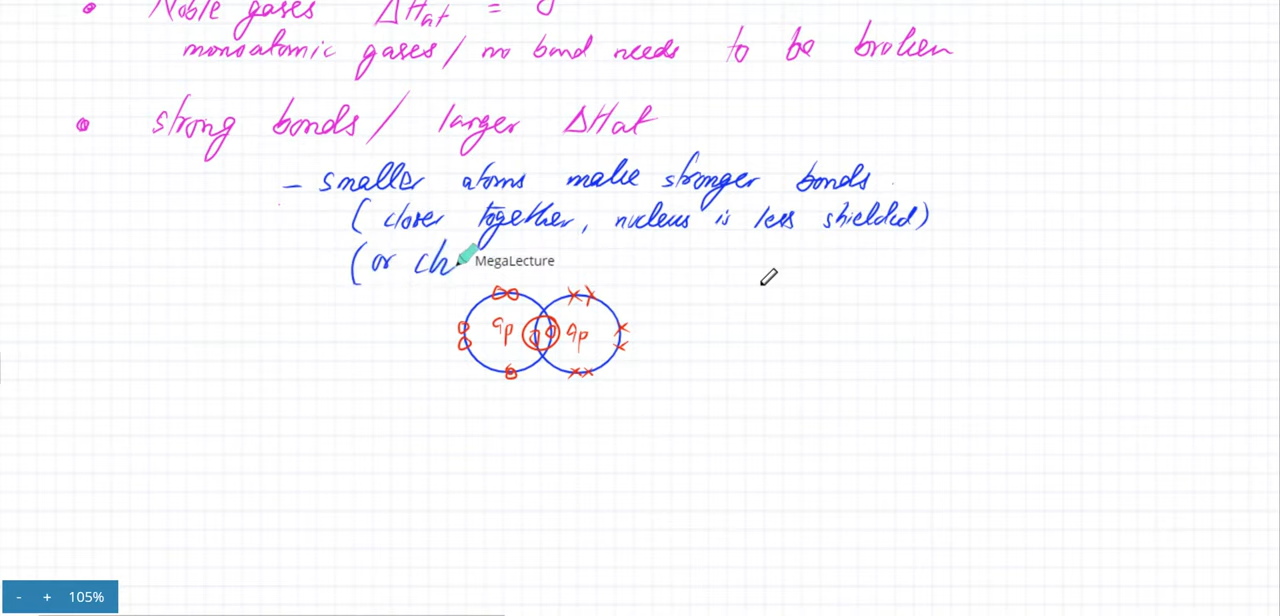 • Noble gases ΔHat = 0
monoatomic gases / no bond needs to be broken
• strong bonds / larger ΔHat
– smaller atoms make stronger bonds
( closer together, nucleus is less shielded)
(or ch
MegaLecture
9p 9p
- + 105%